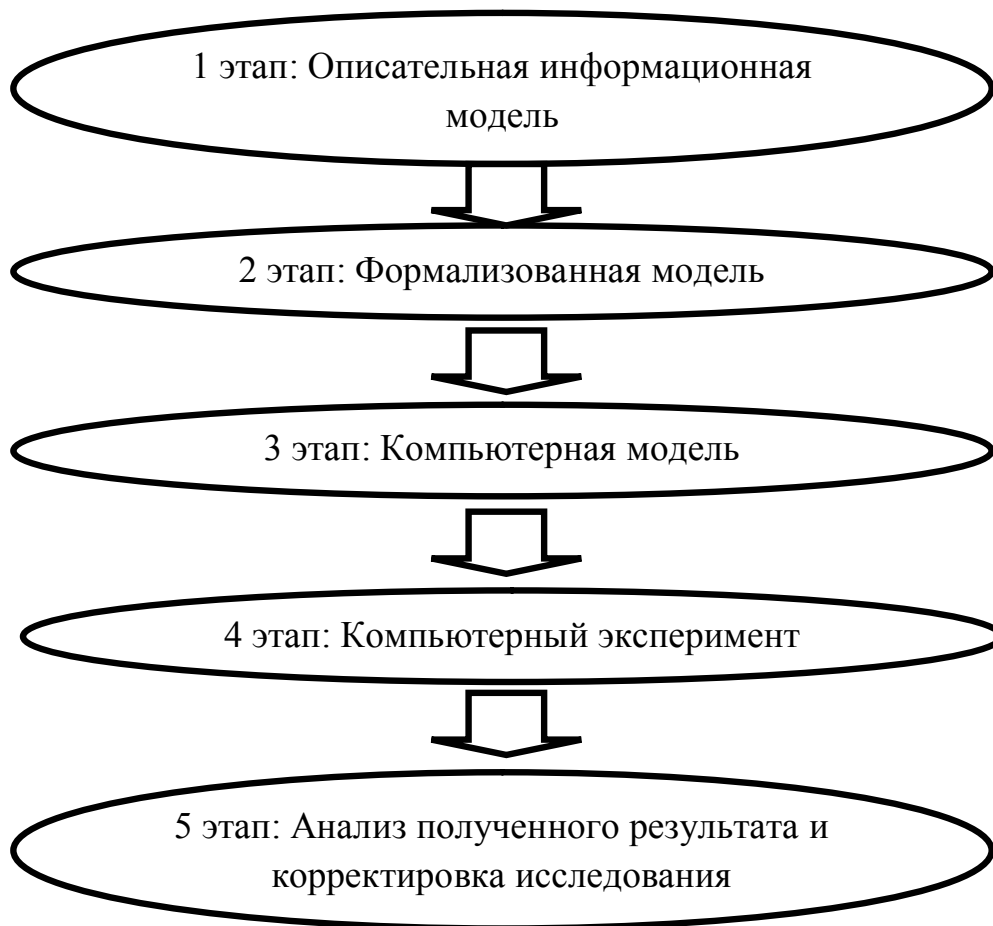 1 этап: Описательная информационная
модель
2 этап: Формализованная модель
3 этап: Компьютерная модель
4 этап: Компьютерный эксперимент
5 этап: Анализ полученного результата и
корректировка исследования